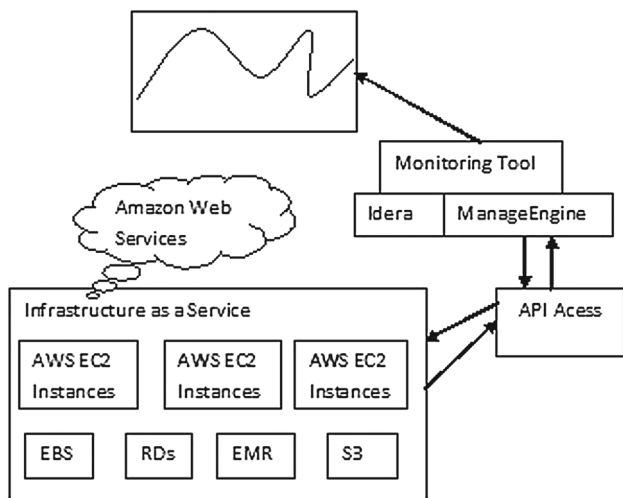 Monitoring Tool
Idera
ManageEngine
Amazon Web
Services
Infrastructure as a Service
API Acess
AWS EC2
Instances
AWS EC2
Instances
AWS EC2
Instances
EBS
RDs
EMR
S3